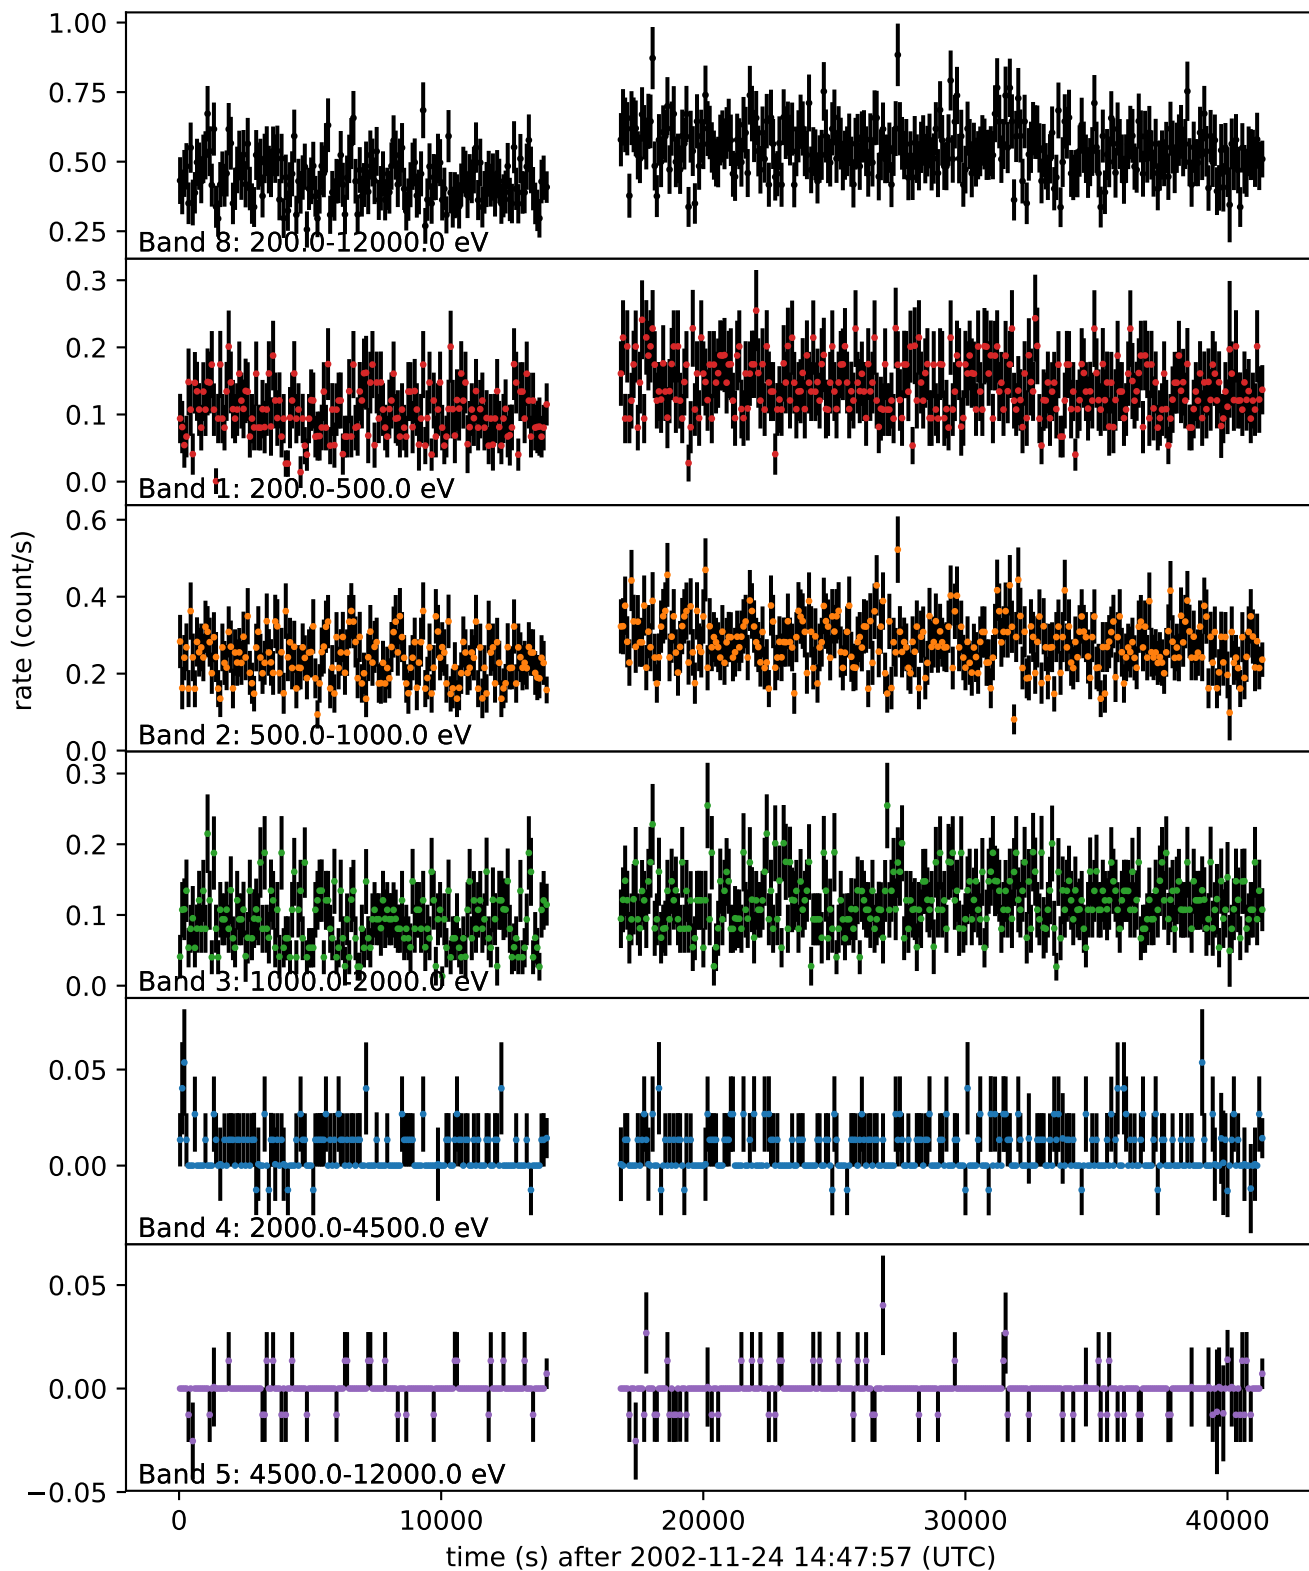 1.00
0.75
0.50
0.25
Band 8: 200.0-12000.0 eV
0.3
0.2
0.1
0.0
Band 1: 200.0-500.0 eV
0.6
0.4
0.2
0.0
Band 2: 500.0-1000.0 eV
rate (count/s)
0.3
0.2
0.1
0.0
Band 3: 1000.0-2000.0 eV
0.05
0.00
Band 4: 2000.0-4500.0 eV
0.05
0.00
−0.05
Band 5: 4500.0-12000.0 eV
0 10000 20000 30000 40000
time (s) after 2002-11-24 14:47:57 (UTC)